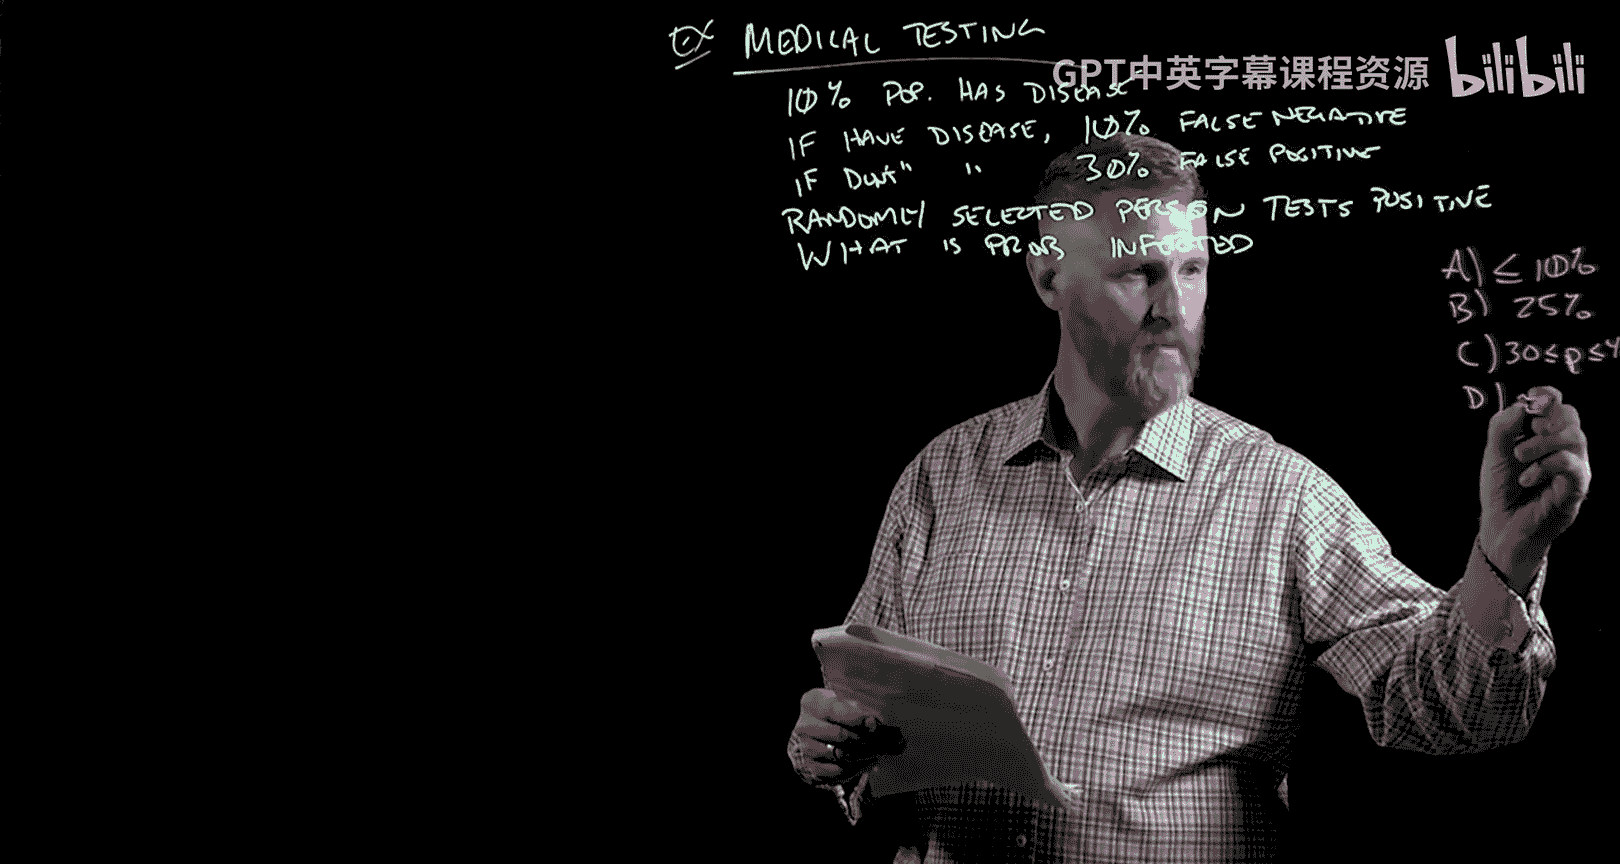 EX MEDICAL TESTING
GPT中英字幕课程资源 bilibili
10% POP. HAS DISEASE
IF HAVE DISEASE, 10% FALSE NEGATIVE
IF DON'T " " 30% FALSE POSITIVE
RANDOMLY SELECTED PERSON TESTS POSITIVE
WHAT IS PROB INFECTED
A) ≤ 10%
B) 25%
C) 30≤p≤4
D)